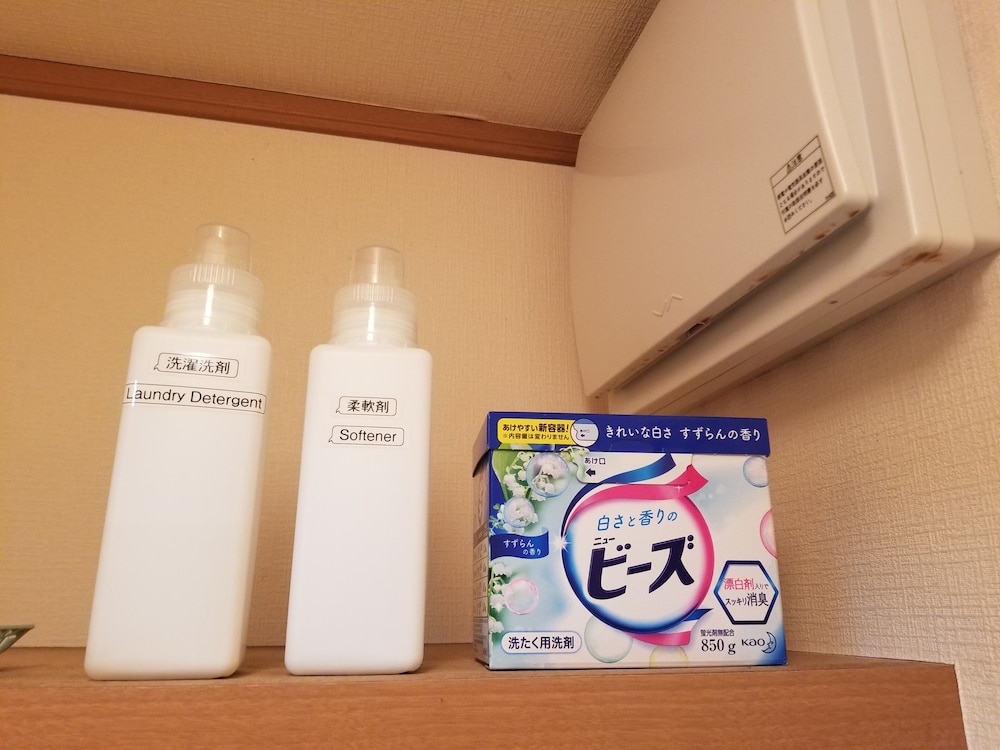 洗濯洗剤
Laundry Detergent
柔軟剤
Softener
あけやすい新容器!
※内容量は変わりません
きれいな白さ すずらんの香り
あけ口
すずらん
の香り
白さと香りの
ニュー
ビーズ
漂白剤入りで
スッキリ消臭
洗たく用洗剤
蛍光剤無配合
850 g
Kao